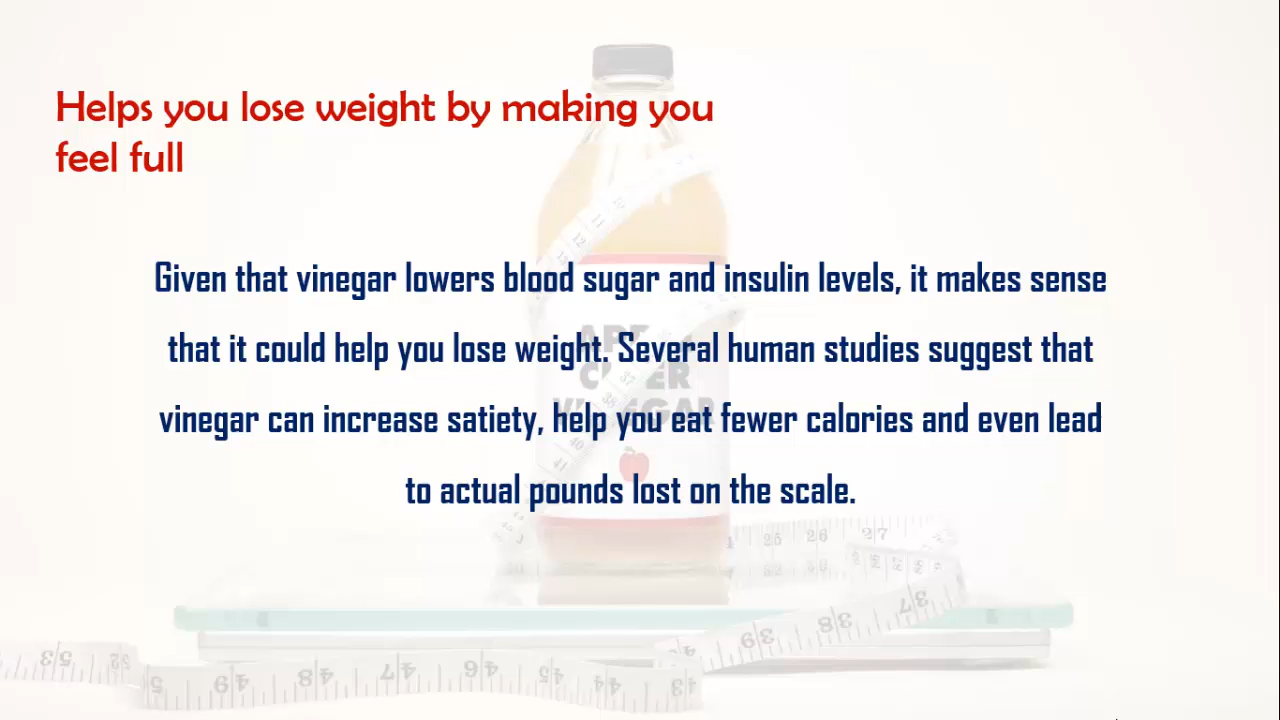 Helps you lose weight by making you
feel full
Given that vinegar lowers blood sugar and insulin levels, it makes sense
that it could help you lose weight. Several human studies suggest that
vinegar can increase satiety, help you eat fewer calories and even lead
to actual pounds lost on the scale.